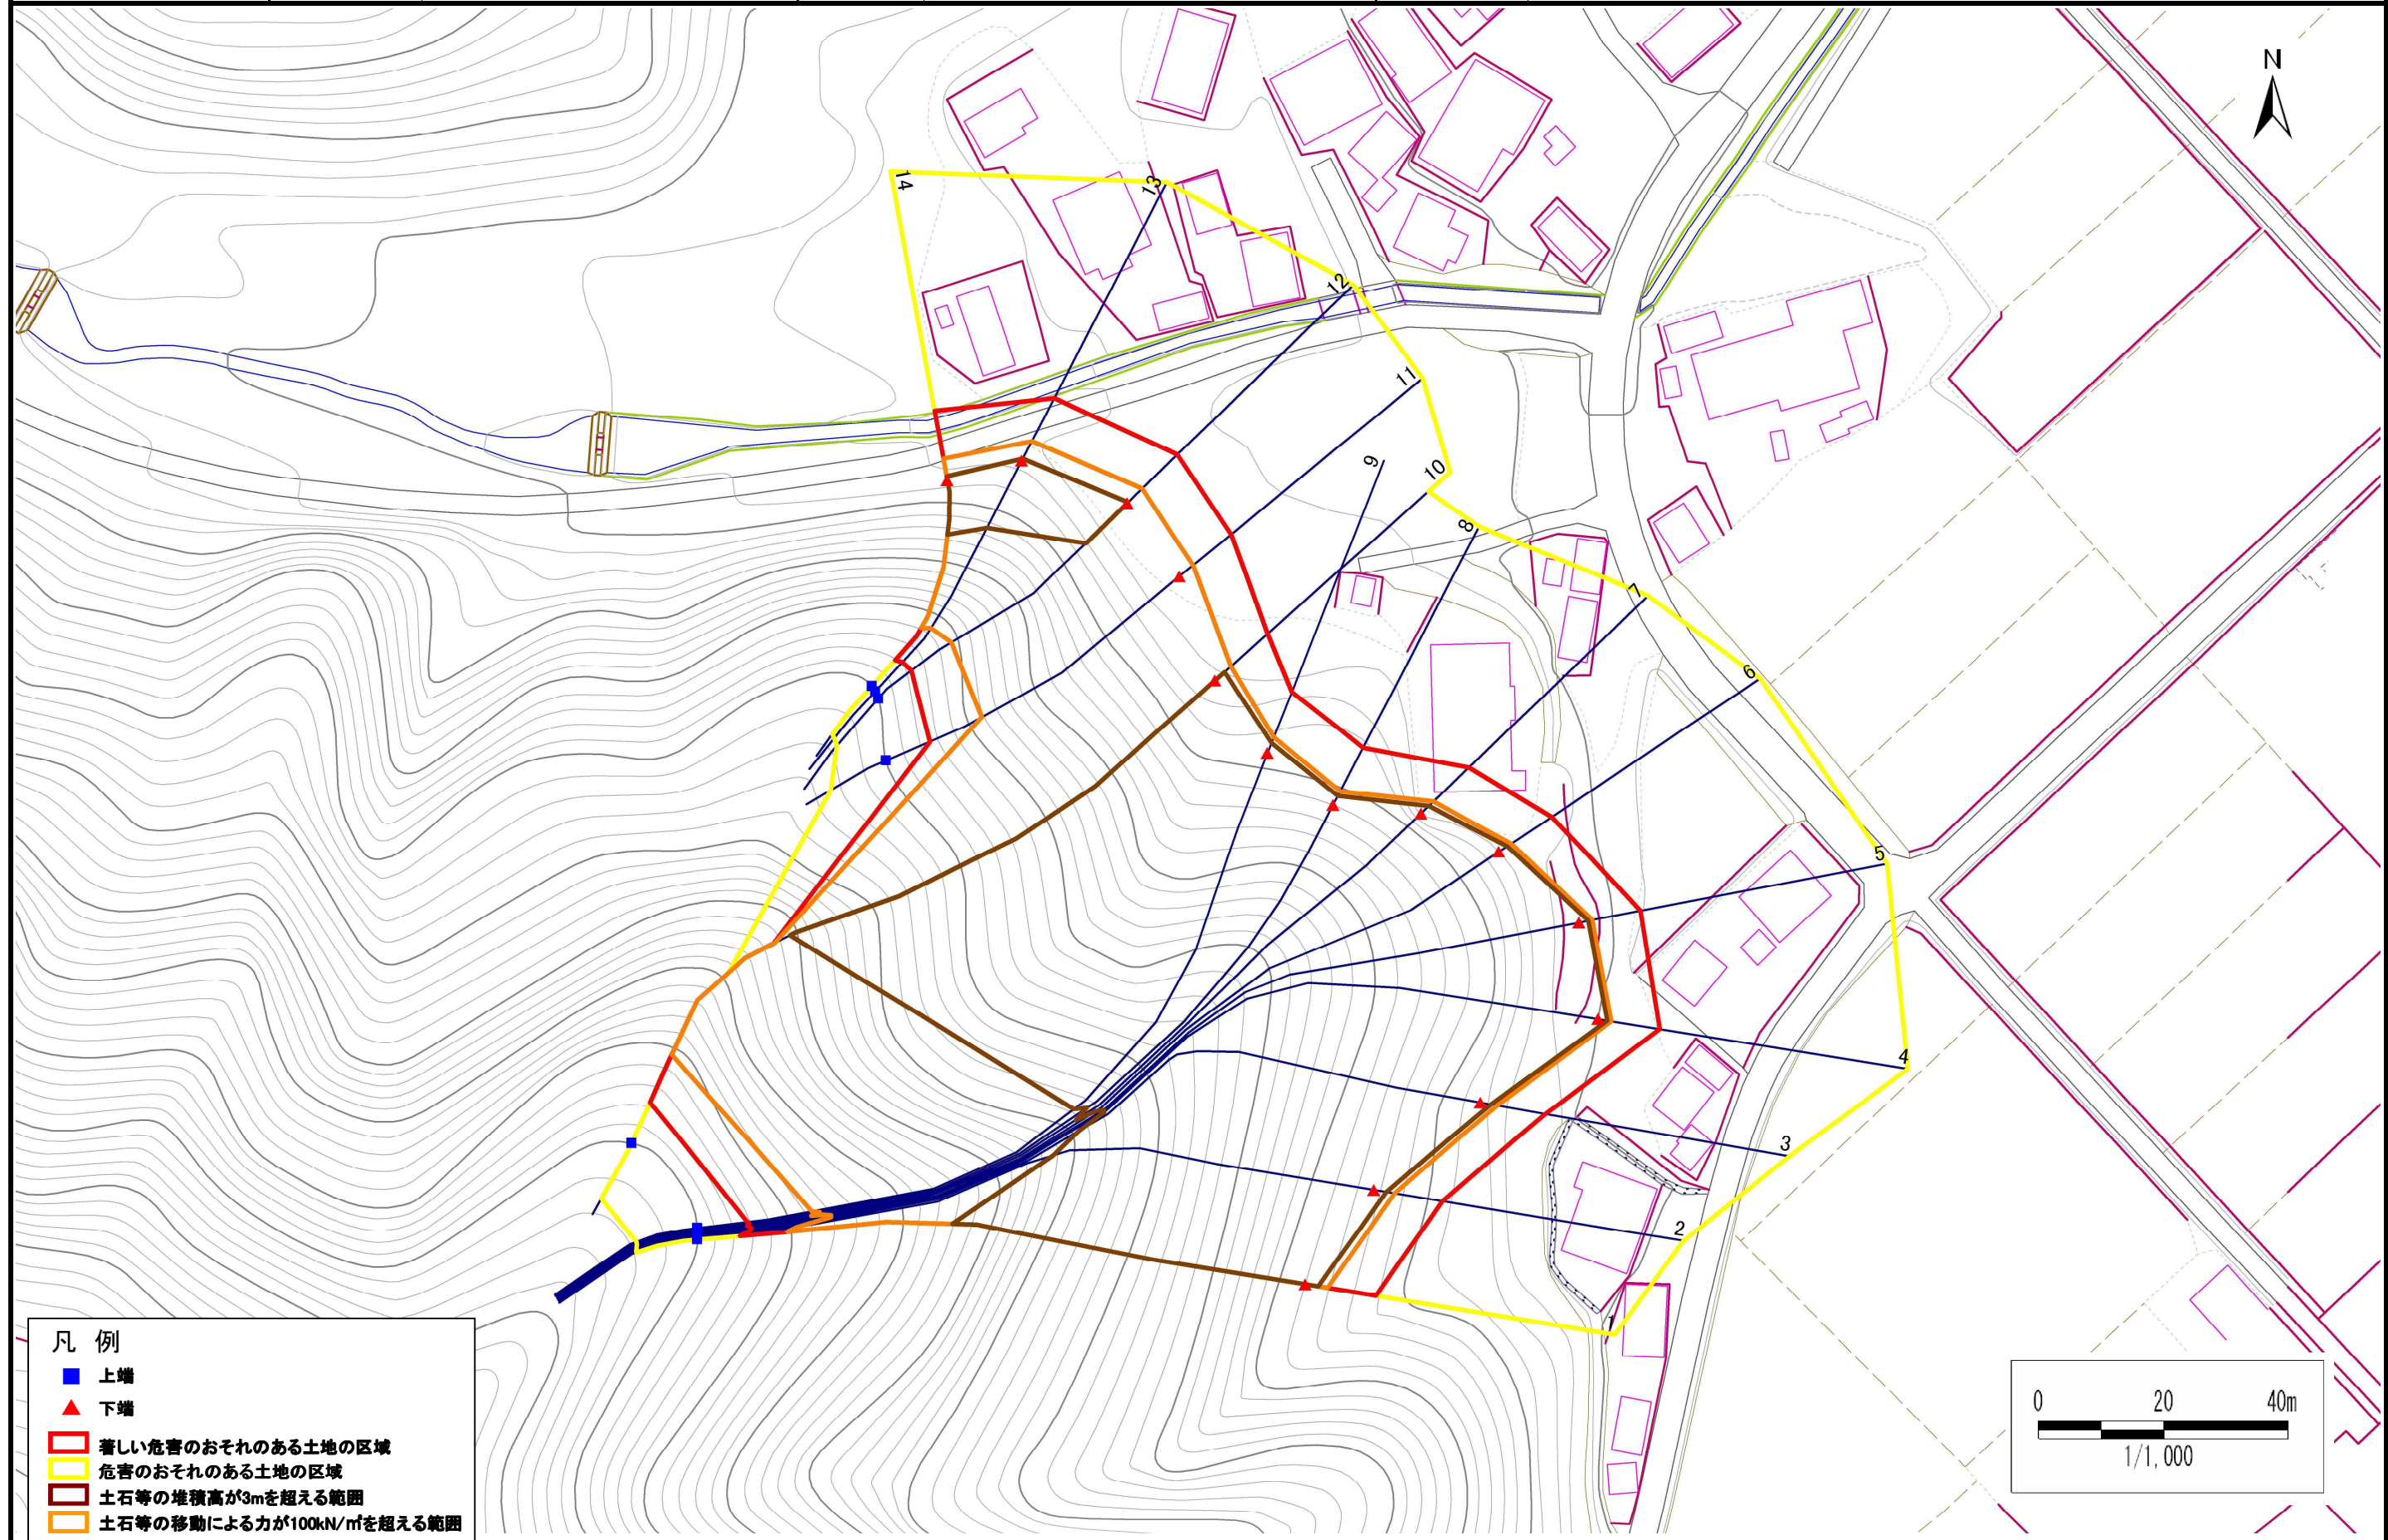 N
14
13
12
11
10
9
8
7
6
5
4
3
2
1
凡 例
上端
下端
著しい危害のおそれのある土地の区域
危害のおそれのある土地の区域
土石等の堆積高が3mを超える範囲
土石等の移動による力が100kN/㎡を超える範囲
0 20 40m
1/1,000